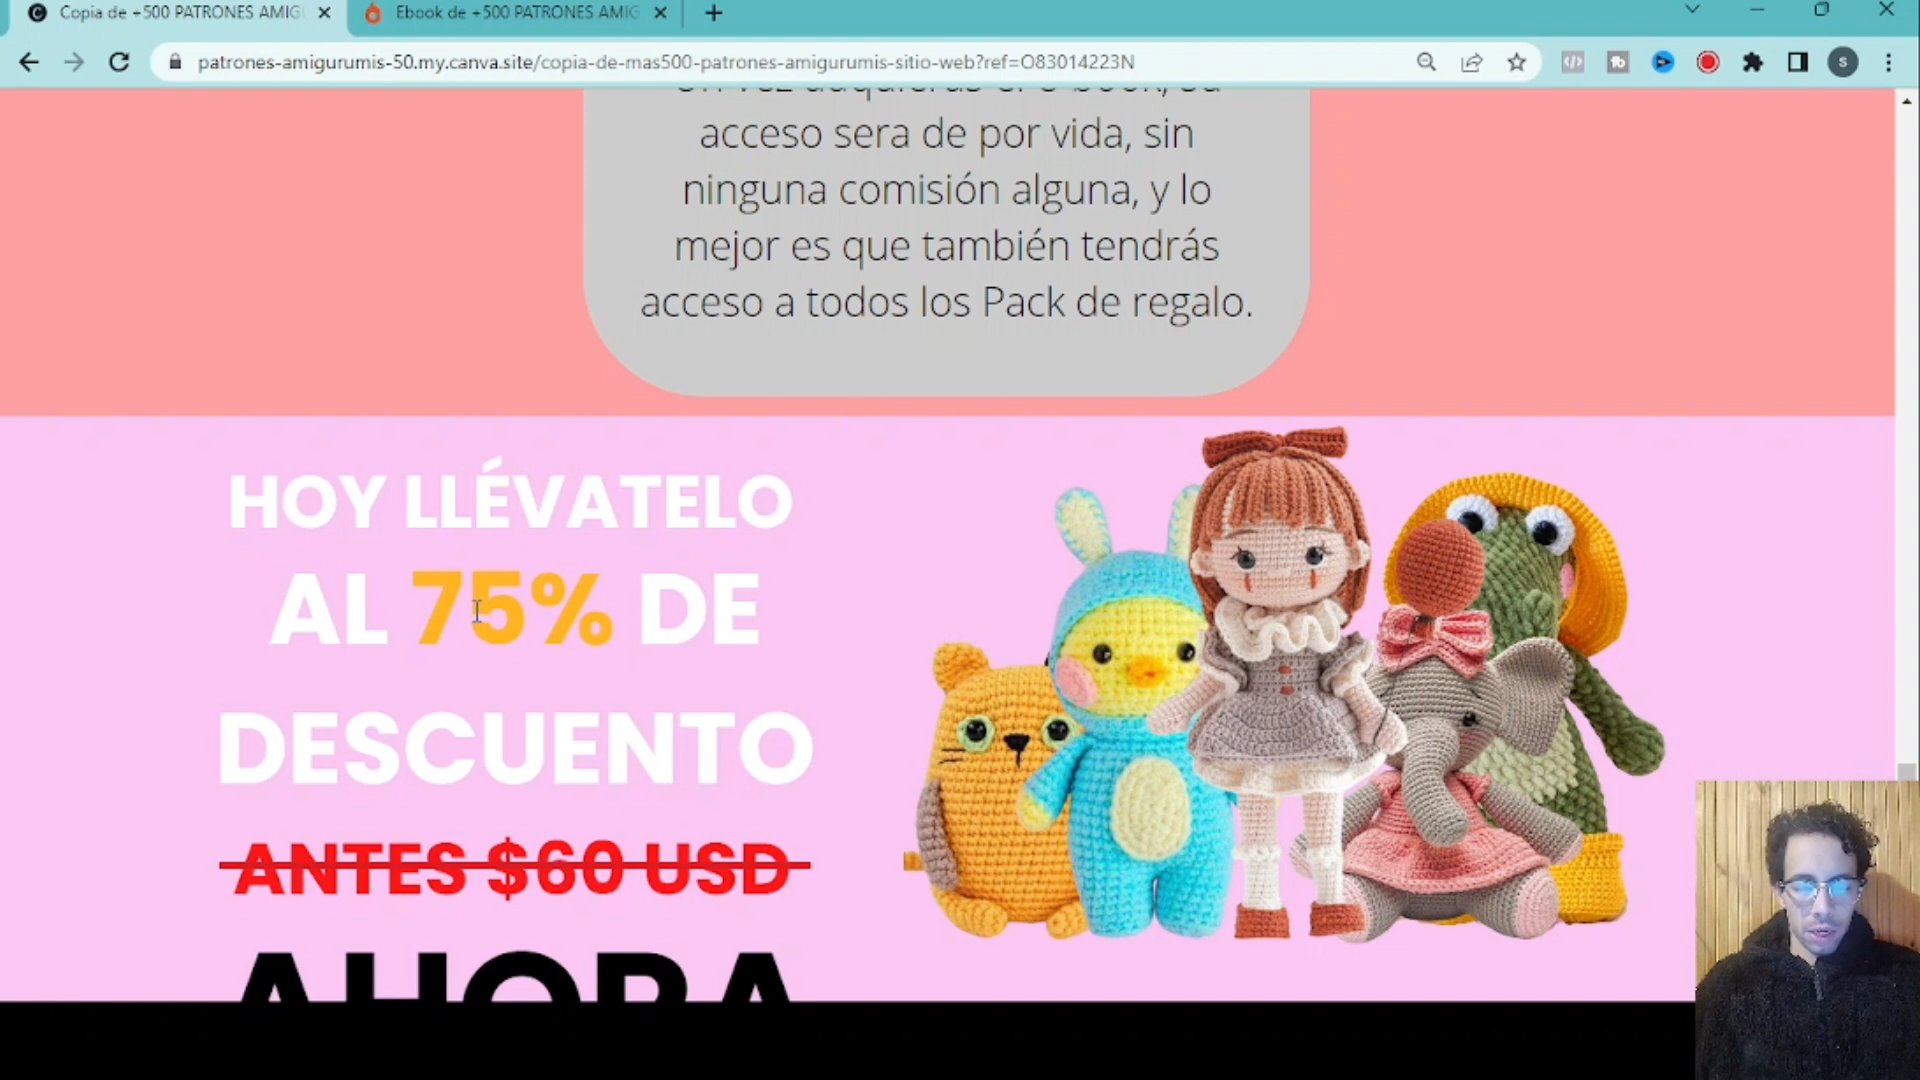 Copia de +500 PATRONES AMIG
Ebook de +500 PATRONES AMIG
patrones-amigurumis-50.my.canva.site/copia-de-mas500-patrones-amigurumis-sitio-web?ref=O83014223N
tb
S
acceso sera de por vida, sin
ninguna comisión alguna, y lo
mejor es que también tendrás
acceso a todos los Pack de regalo.
HOY LLÉVATELO
AL 75% DE
DESCUENTO
ANTES $60 USD
AHORA